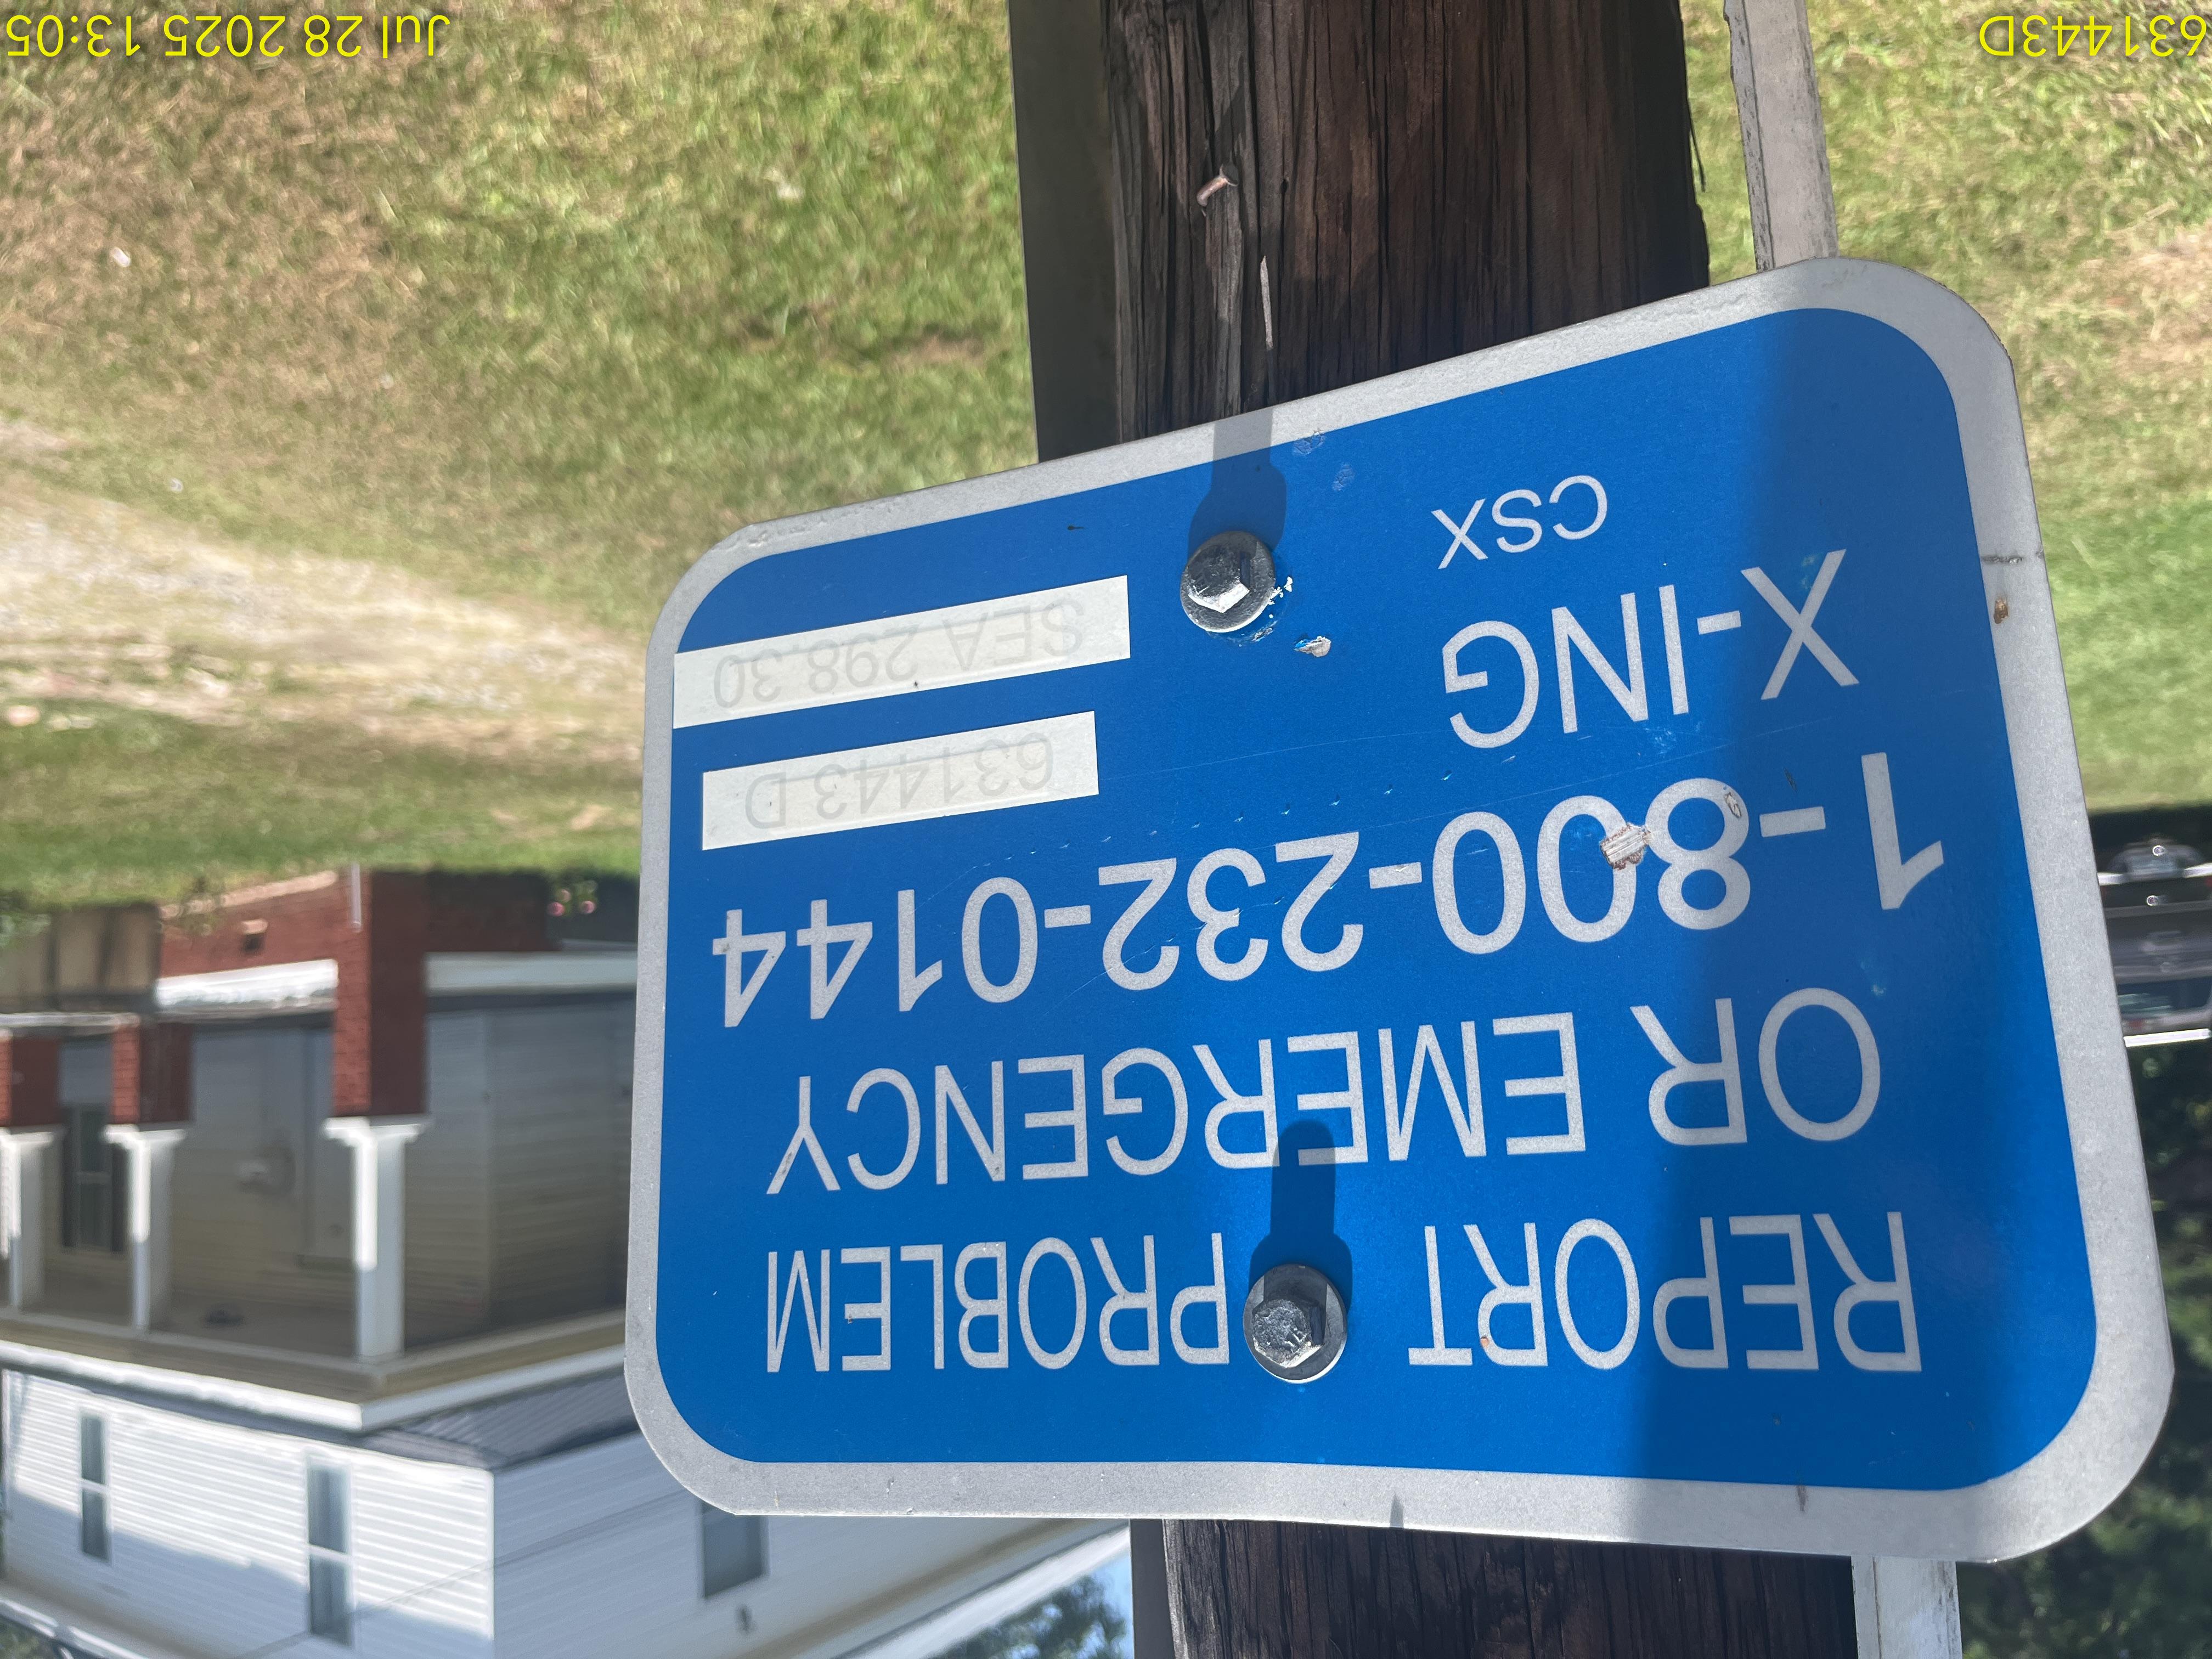 REPORT PROBLEM
OR EMERGENCY
1-800-232-0144
X-ING
631443 D
CSX
SEA 298.30
631443D
Jul 28 2025 13:05